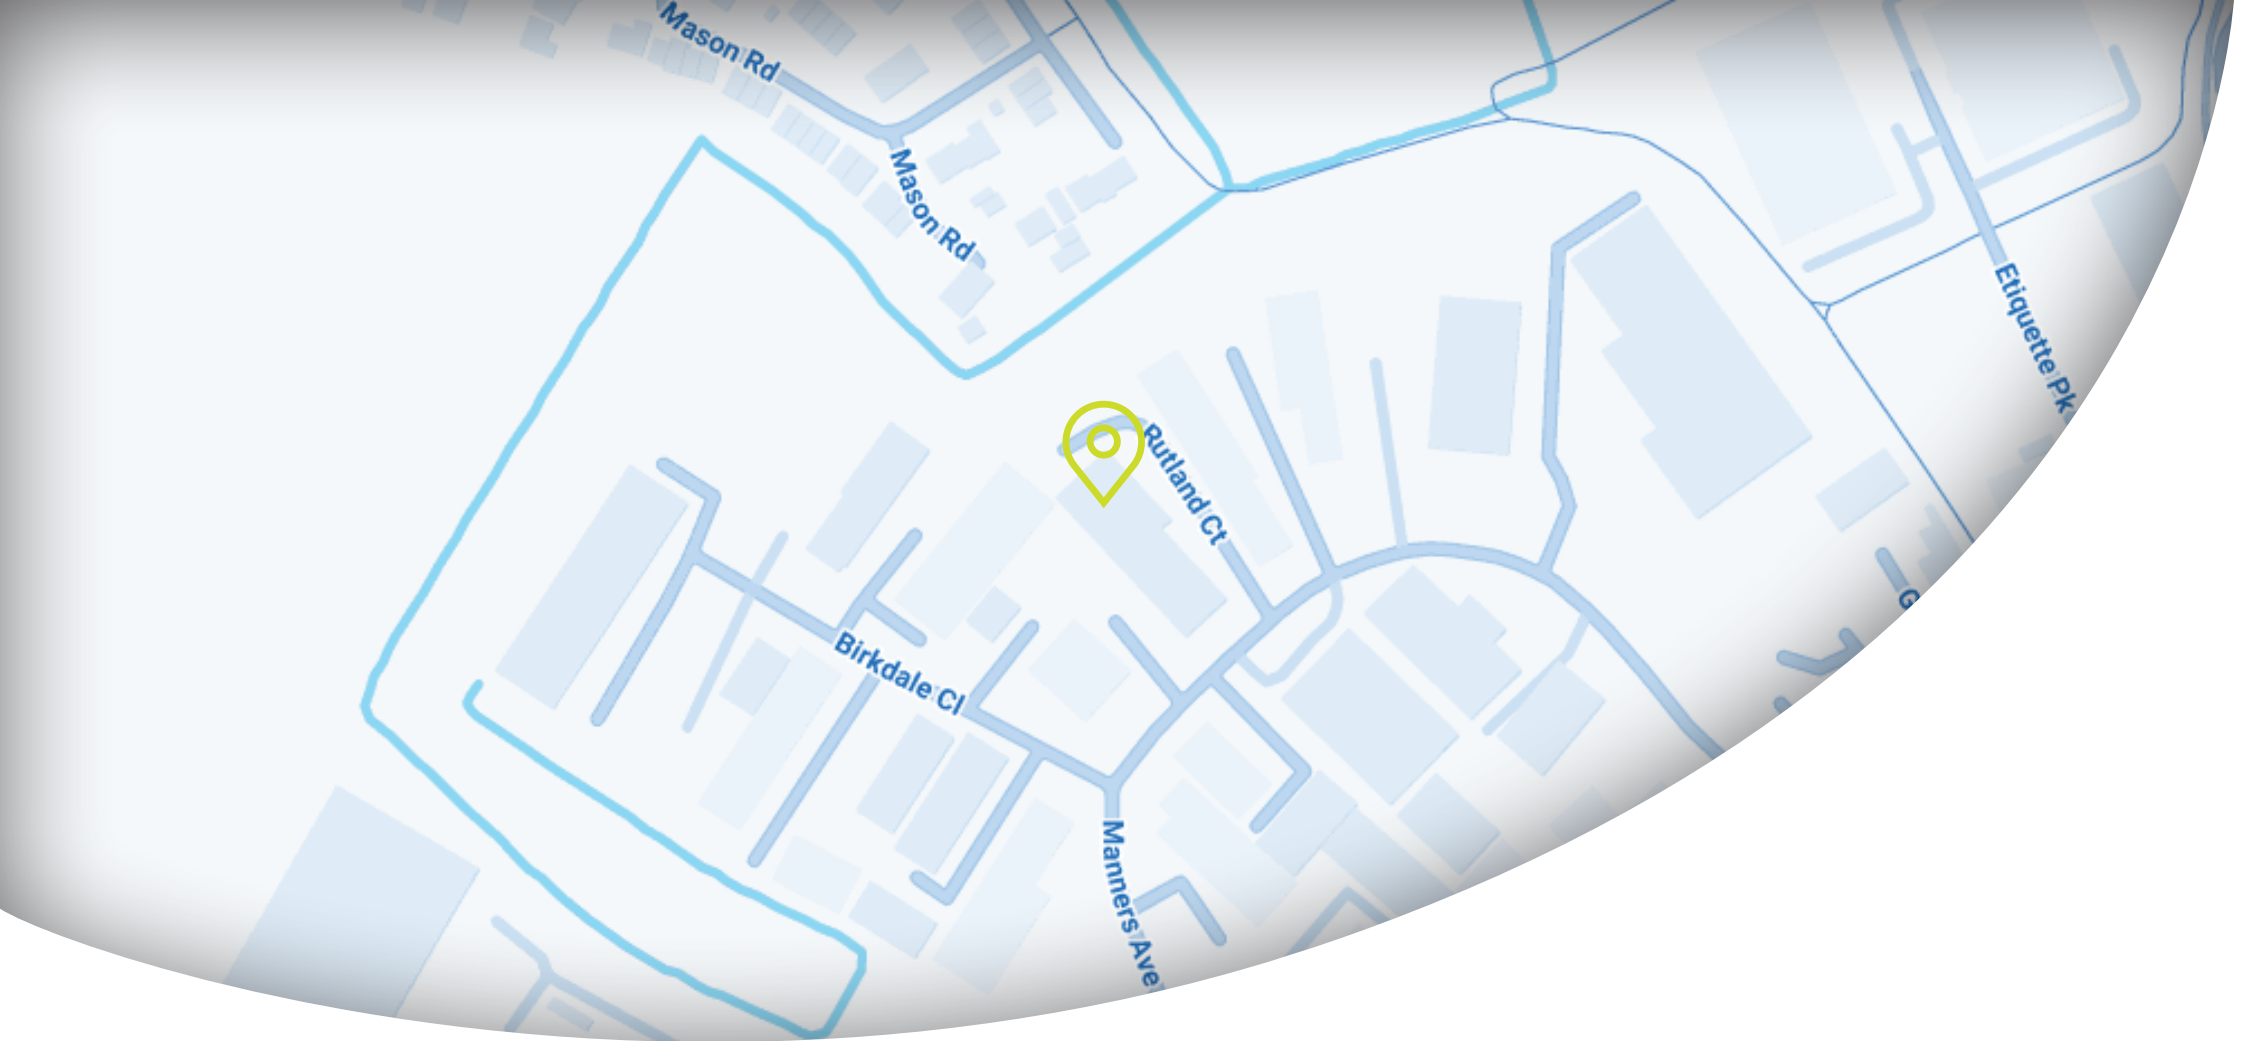 Mason Rd
Mason Rd
Etiquette Pk
Rutland Ct
Birkdale Cl
Manners Ave
G